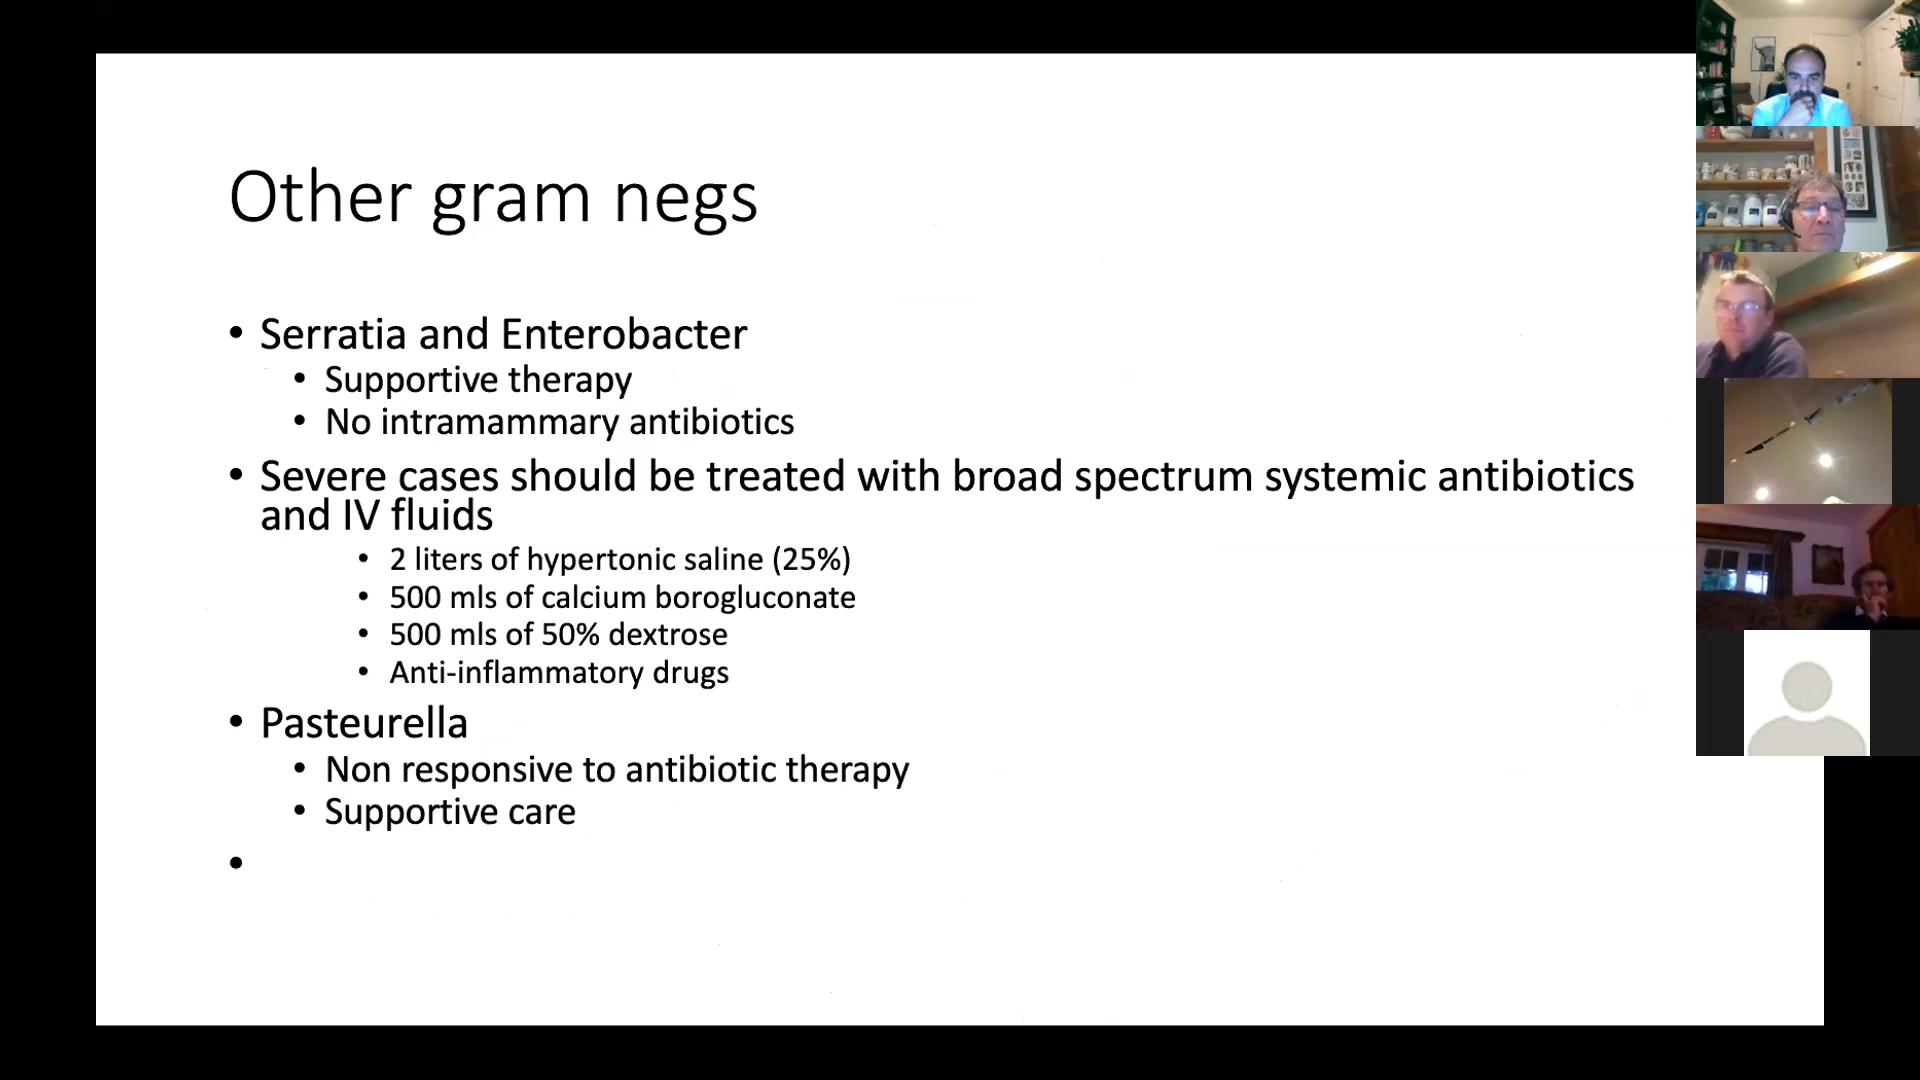 Other gram negs
• Serratia and Enterobacter
• Supportive therapy
• No intramammary antibiotics
• Severe cases should be treated with broad spectrum systemic antibiotics
and IV fluids
• 2 liters of hypertonic saline (25%)
• 500 mls of calcium borogluconate
• 500 mls of 50% dextrose
• Anti-inflammatory drugs
• Pasteurella
• Non responsive to antibiotic therapy
• Supportive care
•